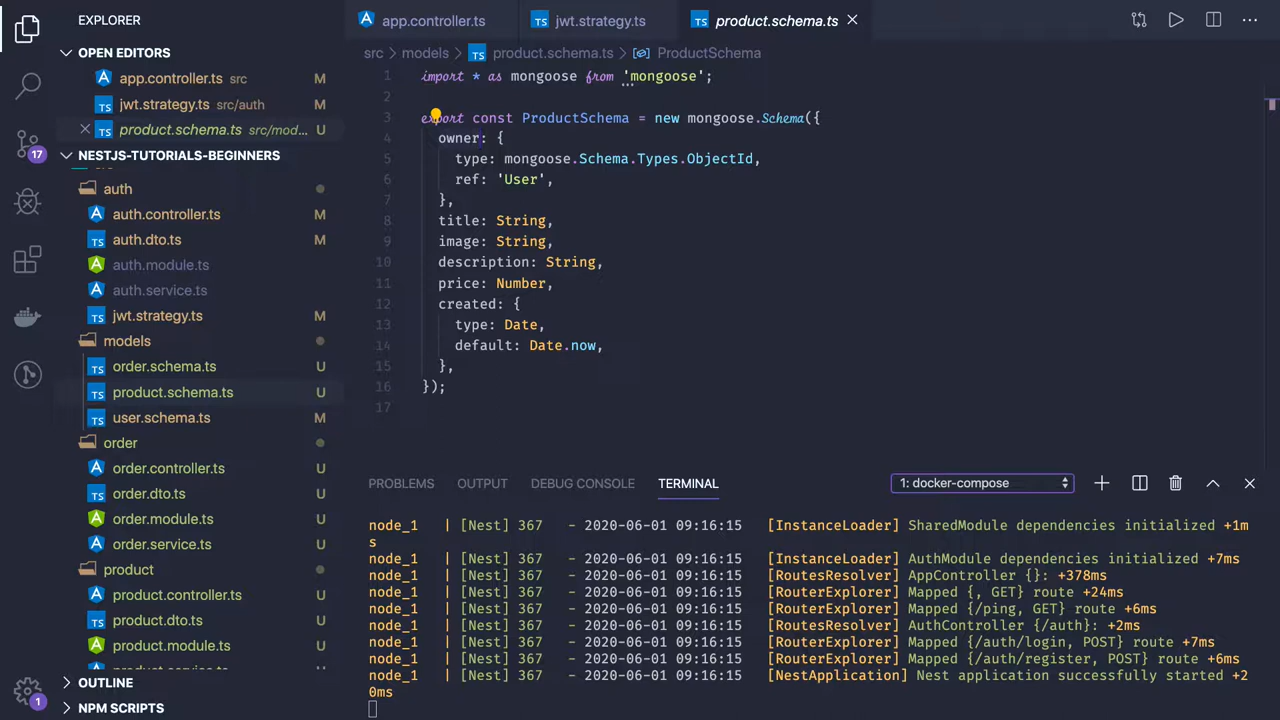 EXPLORER
OPEN EDITORS
app.controller.ts src M
TS jwt.strategy.ts src/auth M
TS product.schema.ts src/mod... U
NESTJS-TUTORIALS-BEGINNERS
auth
auth.controller.ts M
TS auth.dto.ts M
auth.module.ts
auth.service.ts
TS jwt.strategy.ts M
models
TS order.schema.ts U
TS product.schema.ts U
TS user.schema.ts M
order
order.controller.ts U
TS order.dto.ts U
order.module.ts U
order.service.ts U
product
product.controller.ts U
TS product.dto.ts U
product.module.ts U
OUTLINE
NPM SCRIPTS
17
1
app.controller.ts
TS jwt.strategy.ts
TS product.schema.ts
src > models > TS product.schema.ts > ProductSchema
1 import * as mongoose from 'mongoose';
2
3 export const ProductSchema = new mongoose.Schema({
4 owner: {
5 type: mongoose.Schema.Types.ObjectId,
6 ref: 'User',
7 },
8 title: String,
9 image: String,
10 description: String,
11 price: Number,
12 created: {
13 type: Date,
14 default: Date.now,
15 },
16 });
17
PROBLEMS OUTPUT DEBUG CONSOLE TERMINAL 1: docker-compose
node_1 | [Nest] 367 - 2020-06-01 09:16:15 [InstanceLoader] SharedModule dependencies initialized +1m
s
node_1 | [Nest] 367 - 2020-06-01 09:16:15 [InstanceLoader] AuthModule dependencies initialized +7ms
node_1 | [Nest] 367 - 2020-06-01 09:16:15 [RoutesResolver] AppController {}: +378ms
node_1 | [Nest] 367 - 2020-06-01 09:16:15 [RouterExplorer] Mapped {, GET} route +24ms
node_1 | [Nest] 367 - 2020-06-01 09:16:15 [RouterExplorer] Mapped {/ping, GET} route +6ms
node_1 | [Nest] 367 - 2020-06-01 09:16:15 [RoutesResolver] AuthController {/auth}: +2ms
node_1 | [Nest] 367 - 2020-06-01 09:16:15 [RouterExplorer] Mapped {/auth/login, POST} route +7ms
node_1 | [Nest] 367 - 2020-06-01 09:16:15 [RouterExplorer] Mapped {/auth/register, POST} route +6ms
node_1 | [Nest] 367 - 2020-06-01 09:16:15 [NestApplication] Nest application successfully started +2
0ms